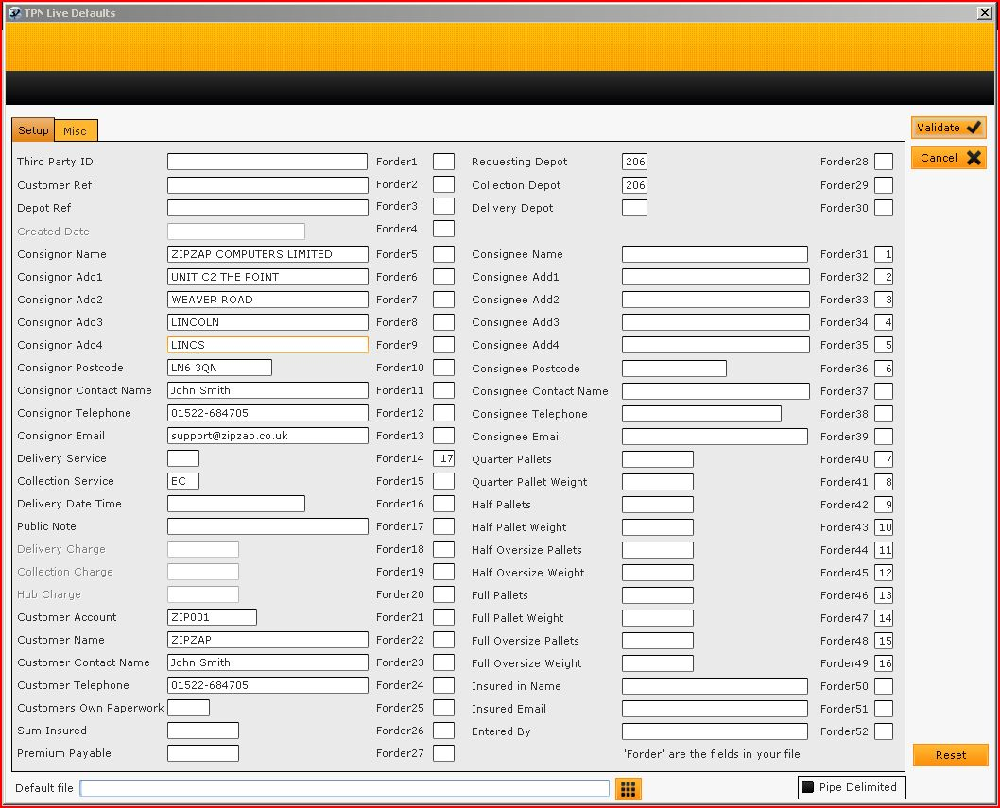 TPN Live Defaults
Setup Misc
Validate
Cancel
Third Party ID Forder1 Requesting Depot 206 Forder28
Customer Ref Forder2 Collection Depot 206 Forder29
Depot Ref Forder3 Delivery Depot Forder30
Created Date Forder4
Consignor Name ZIPZAP COMPUTERS LIMITED Forder5 Consignee Name Forder31 1
Consignor Add1 UNIT C2 THE POINT Forder6 Consignee Add1 Forder32 2
Consignor Add2 WEAVER ROAD Forder7 Consignee Add2 Forder33 3
Consignor Add3 LINCOLN Forder8 Consignee Add3 Forder34 4
Consignor Add4 LINCS Forder9 Consignee Add4 Forder35 5
Consignor Postcode LN6 3QN Forder10 Consignee Postcode Forder36 6
Consignor Contact Name John Smith Forder11 Consignee Contact Name Forder37
Consignor Telephone 01522-684705 Forder12 Consignee Telephone Forder38
Consignor Email support@zipzap.co.uk Forder13 Consignee Email Forder39
Delivery Service Forder14 17 Quarter Pallets Forder40 7
Collection Service EC Forder15 Quarter Pallet Weight Forder41 8
Delivery Date Time Forder16 Half Pallets Forder42 9
Public Note Forder17 Half Pallet Weight Forder43 10
Delivery Charge Forder18 Half Oversize Pallets Forder44 11
Collection Charge Forder19 Half Oversize Weight Forder45 12
Hub Charge Forder20 Full Pallets Forder46 13
Customer Account ZIP001 Forder21 Full Pallet Weight Forder47 14
Customer Name ZIPZAP Forder22 Full Oversize Pallets Forder48 15
Customer Contact Name John Smith Forder23 Full Oversize Weight Forder49 16
Customer Telephone 01522-684705 Forder24 Insured in Name Forder50
Customers Own Paperwork Forder25 Insured Email Forder51
Sum Insured Forder26 Entered By Forder52
Premium Payable Forder27 'Forder' are the fields in your file
Reset
Default file Pipe Delimited